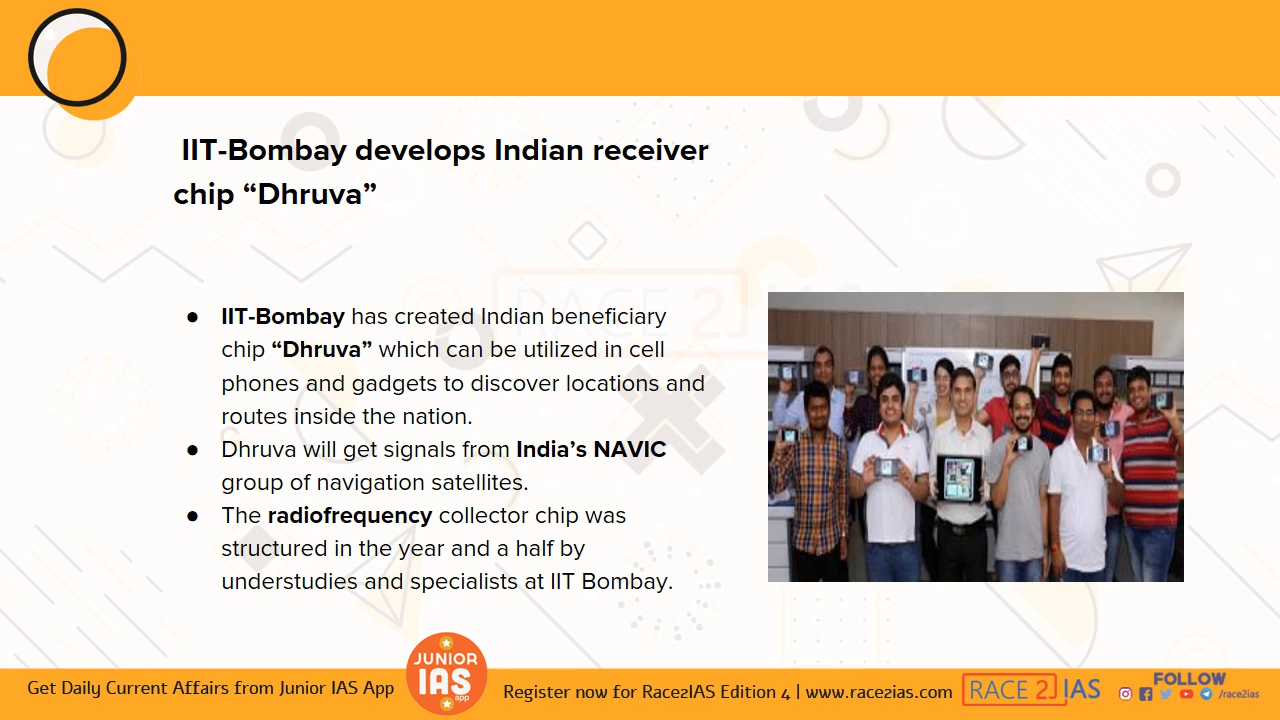 IIT-Bombay develops Indian receiver
chip “Dhruva”
RACE 2J IAS
● IIT-Bombay has created Indian beneficiary
chip “Dhruva” which can be utilized in cell
phones and gadgets to discover locations and
routes inside the nation.
● Dhruva will get signals from India’s NAVIC
group of navigation satellites.
● The radiofrequency collector chip was
structured in the year and a half by
understudies and specialists at IIT Bombay.
Get Daily Current Affairs from Junior IAS App
JUNIOR
IAS
app
Register now for Race2IAS Edition 4 | www.race2ias.com
RACE 2J IAS
FOLLOW
/race2ias